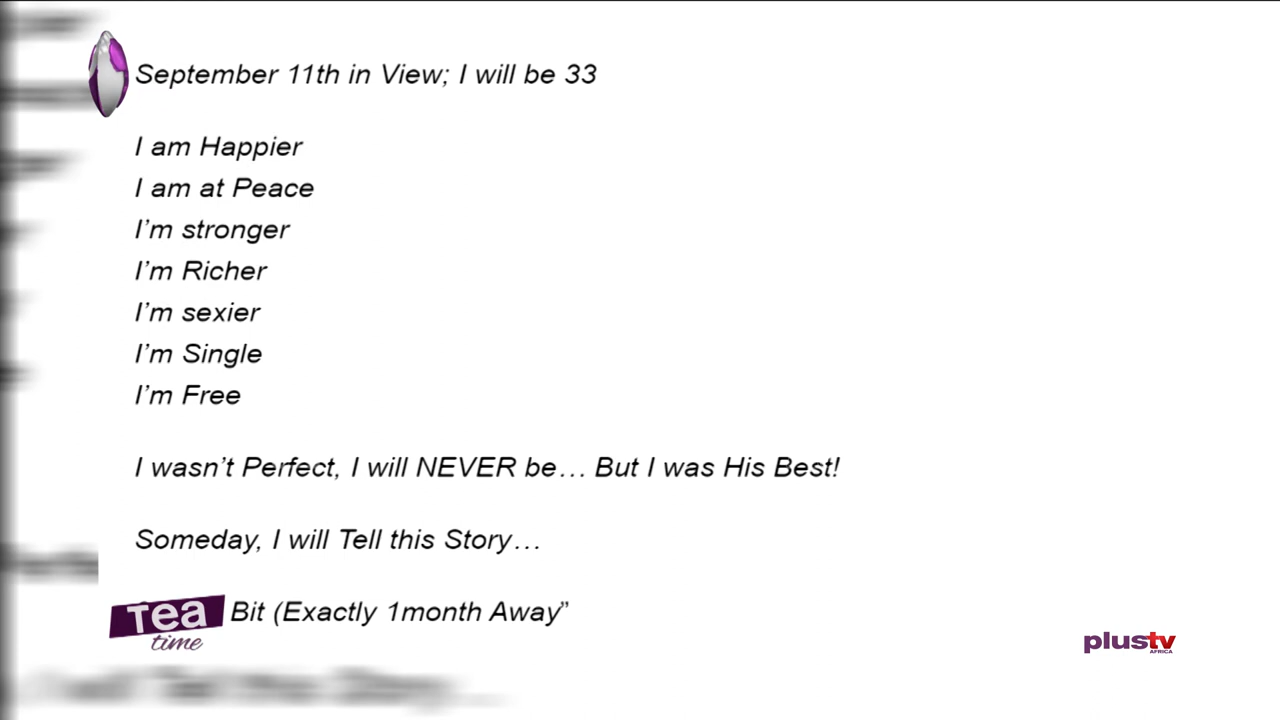 September 11th in View; I will be 33
I am Happier
I am at Peace
I'm stronger
I'm Richer
I'm sexier
I'm Single
I'm Free
I wasn't Perfect, I will NEVER be… But I was His Best!
Someday, I will Tell this Story…
Bit (Exactly 1month Away”
Tea
time
plustv
AFRICA